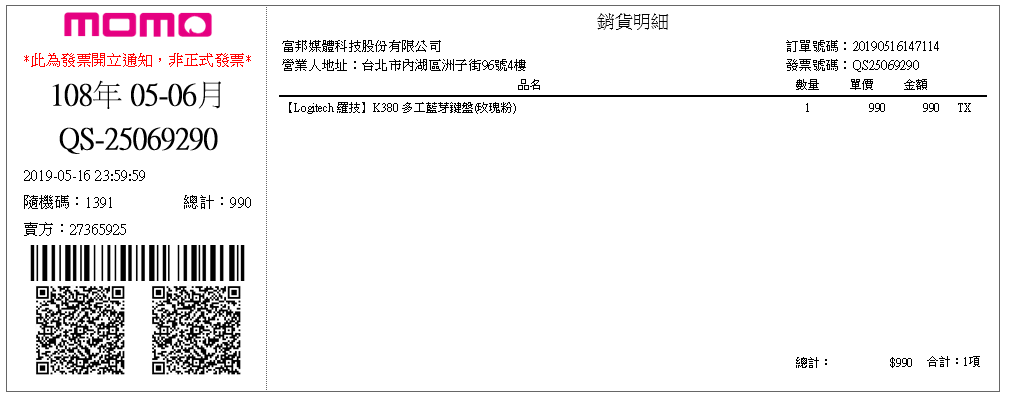 momo
*此為發票開立通知，非正式發票*
108年 05-06月
QS-25069290
2019-05-16 23:59:59
隨機碼：1391 總計：990
賣方：27365925
銷貨明細
富邦媒體科技股份有限公司 訂單號碼：20190516147114
營業人地址：台北市內湖區洲子街96號4樓 發票號碼：QS25069290
品名 數量 單價 金額
【Logitech 羅技】K380 多工藍芽鍵盤(玫瑰粉) 1 990 990 TX
總計： $990 合計：1項